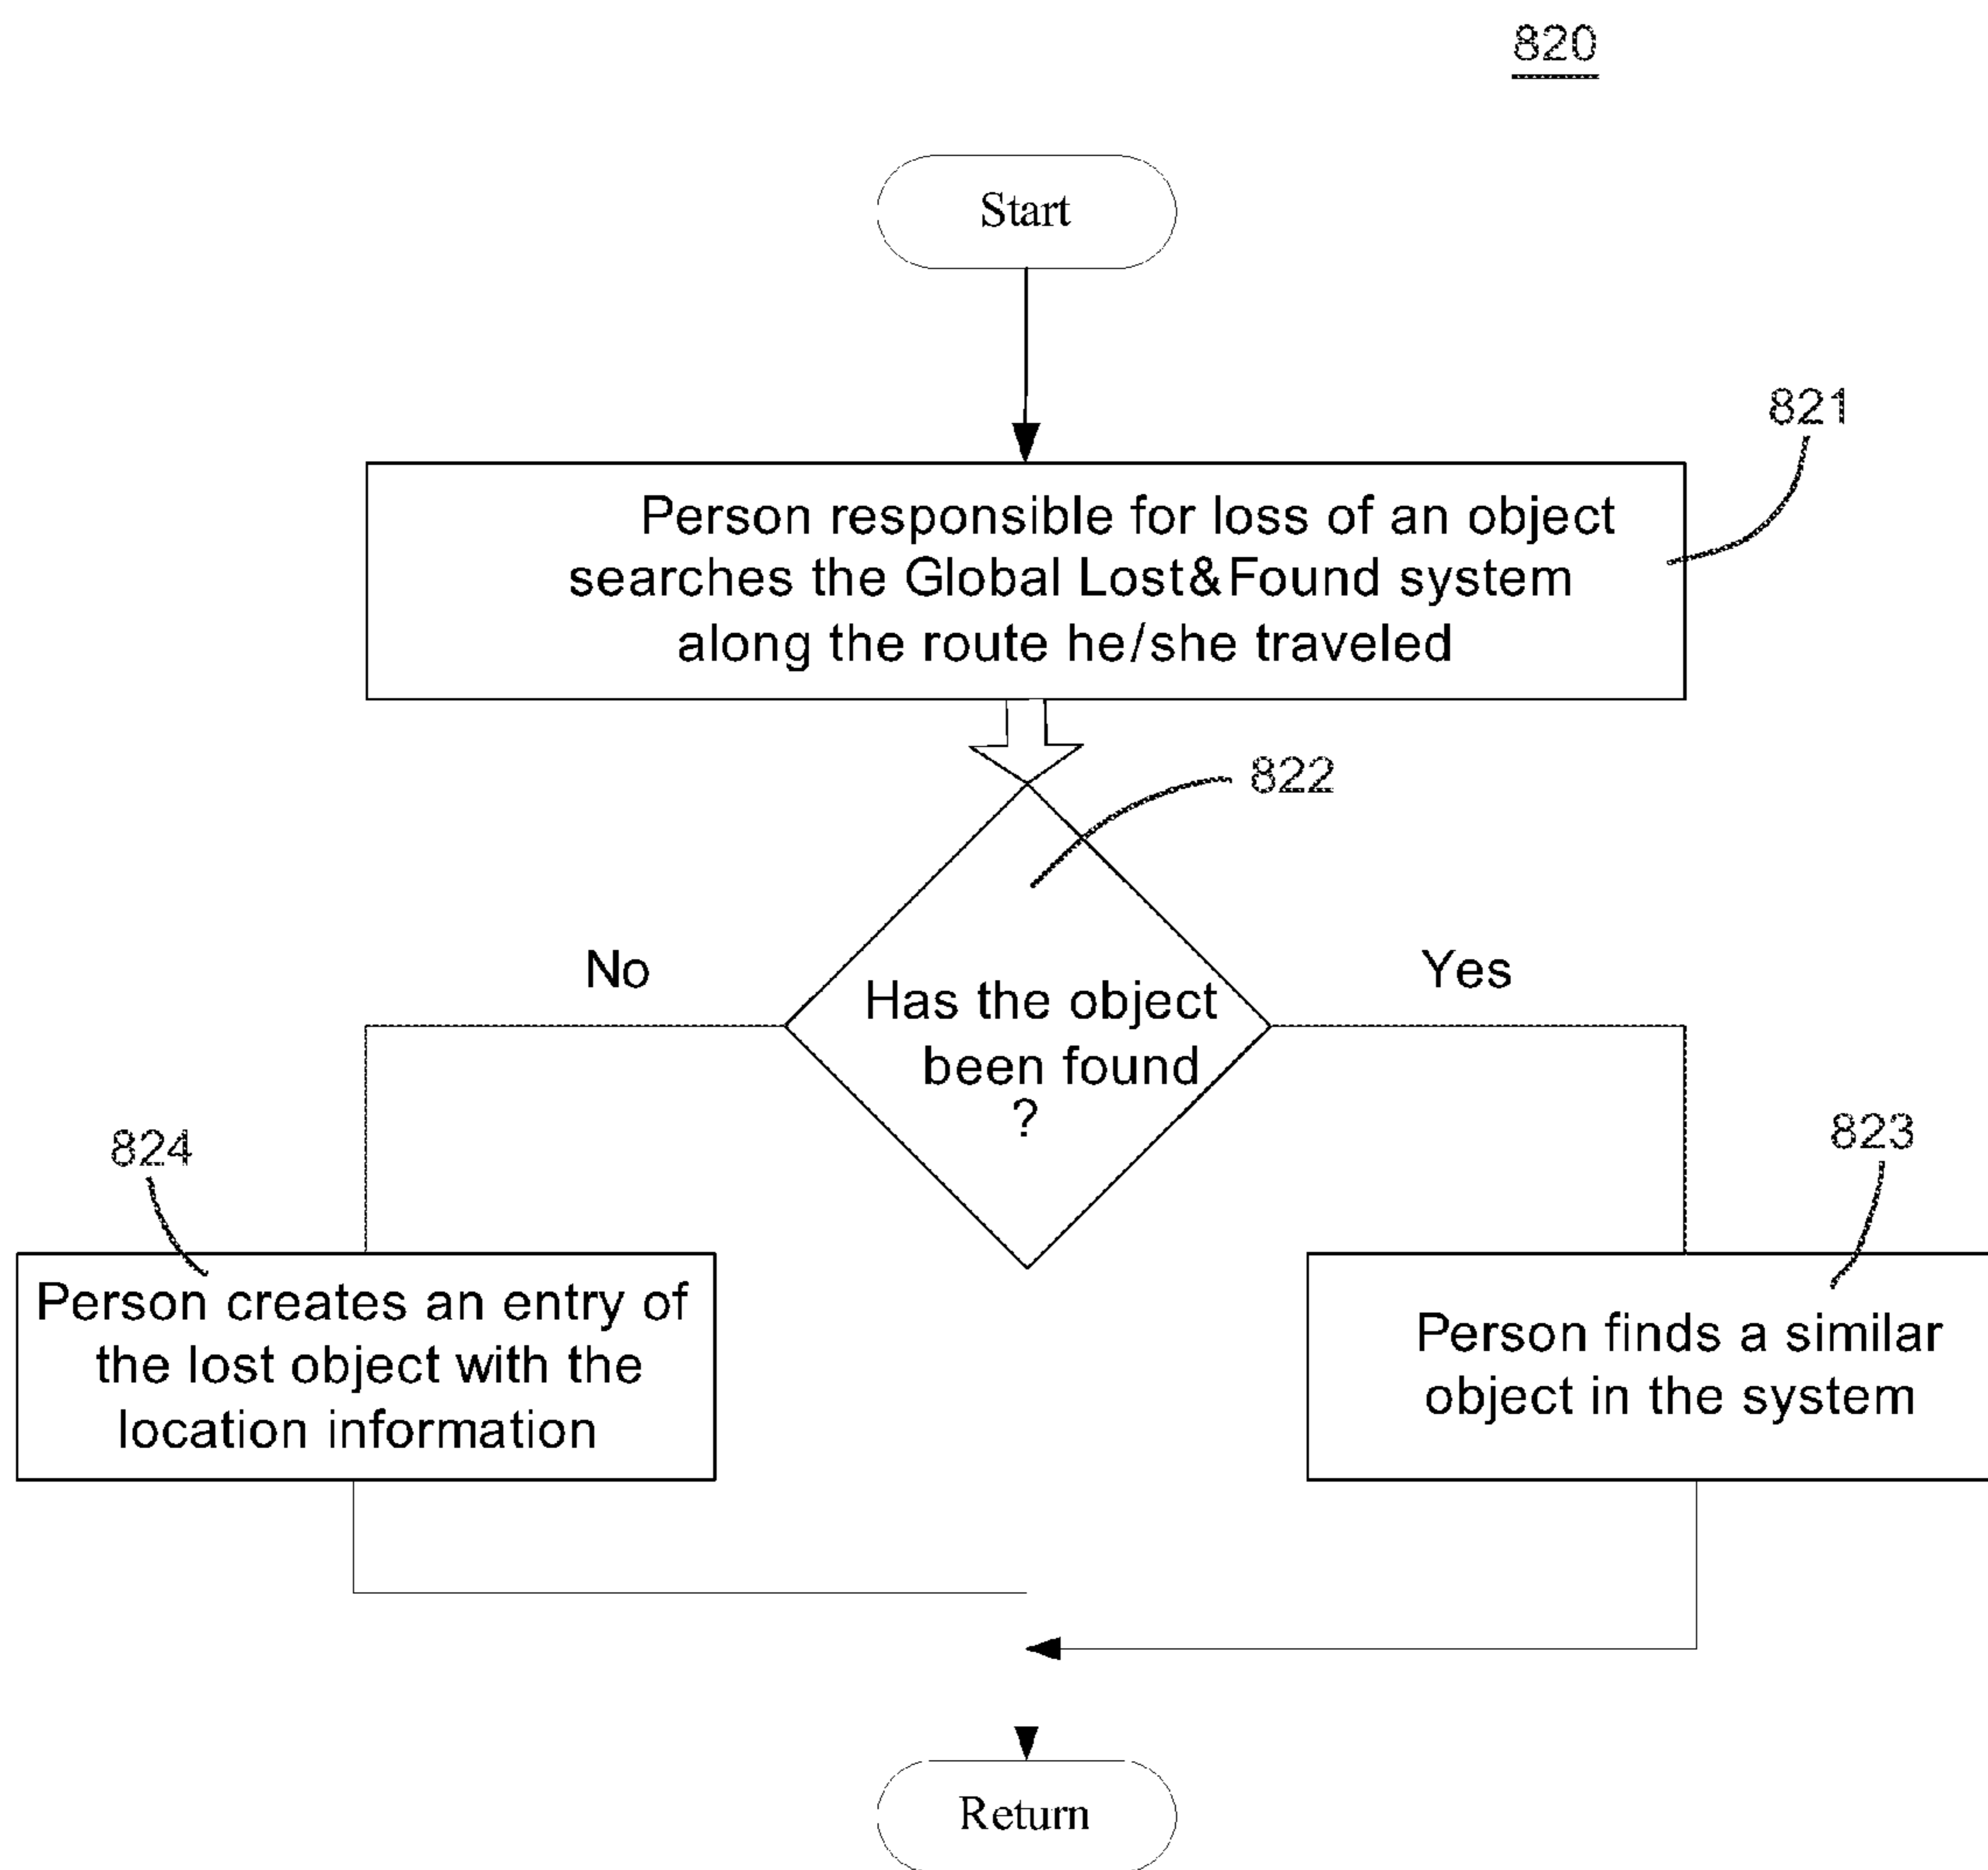 820
Start
821
Person responsible for loss of an object
searches the Global Lost&Found system
along the route he/she traveled
822
No
Yes
Has the object
been found
?
824
823
Person creates an entry of
the lost object with the
location information
Person finds a similar
object in the system
Return